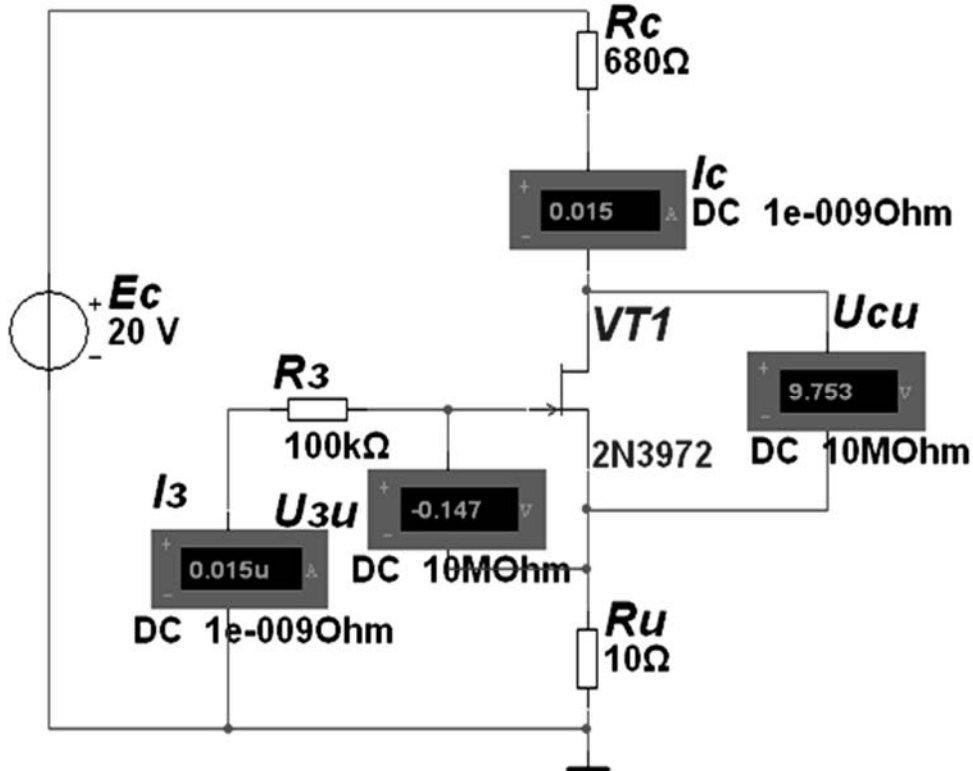 Rc
680Ω
Ic
+
0.015 A
-
DC 1e-009Ohm
+ Ec
20 V
-
VT1
Ucu
+
9.753 V
-
DC 10MOhm
R3
100kΩ
2N3972
I3
U3u
+
-0.147 V
-
DC 10MOhm
+
0.015u A
-
DC 1e-009Ohm
Ru
10Ω